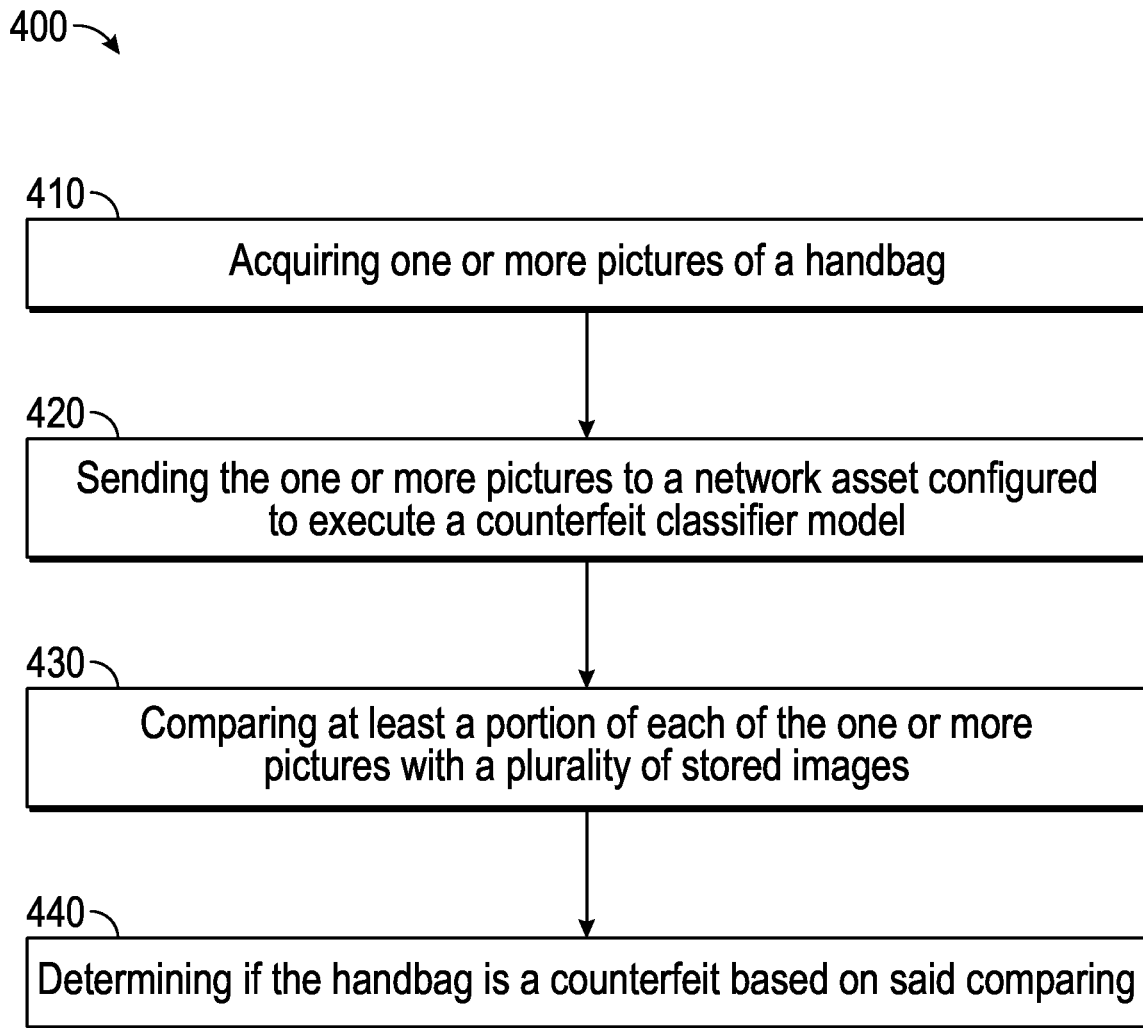 400
410
Acquiring one or more pictures of a handbag
420
Sending the one or more pictures to a network asset configured
to execute a counterfeit classifier model
430
Comparing at least a portion of each of the one or more
pictures with a plurality of stored images
440
Determining if the handbag is a counterfeit based on said comparing